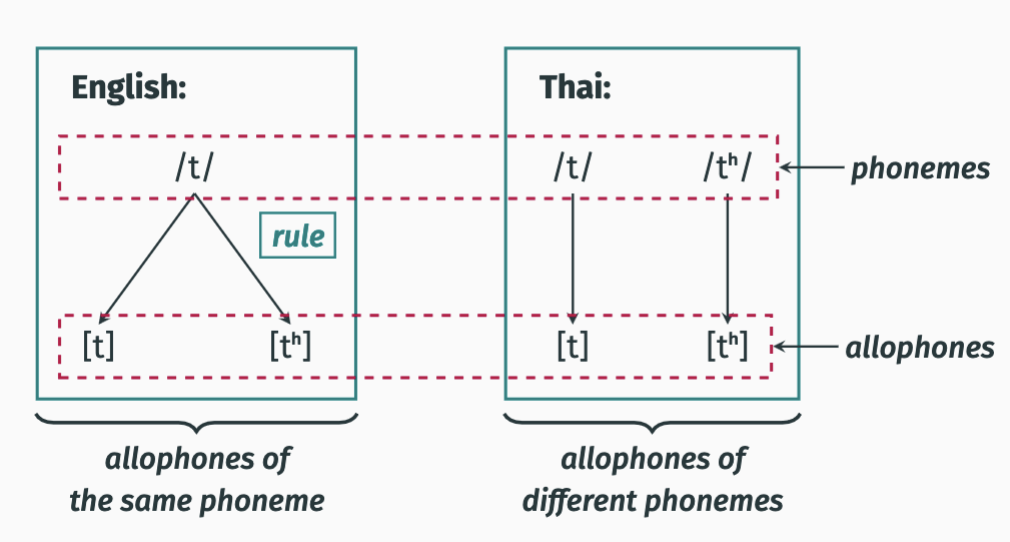 English:
Thai:
/t/
/t/
/tʰ/
phonemes
rule
[t]
[tʰ]
[t]
[tʰ]
allophones
allophones of
the same phoneme
allophones of
different phonemes